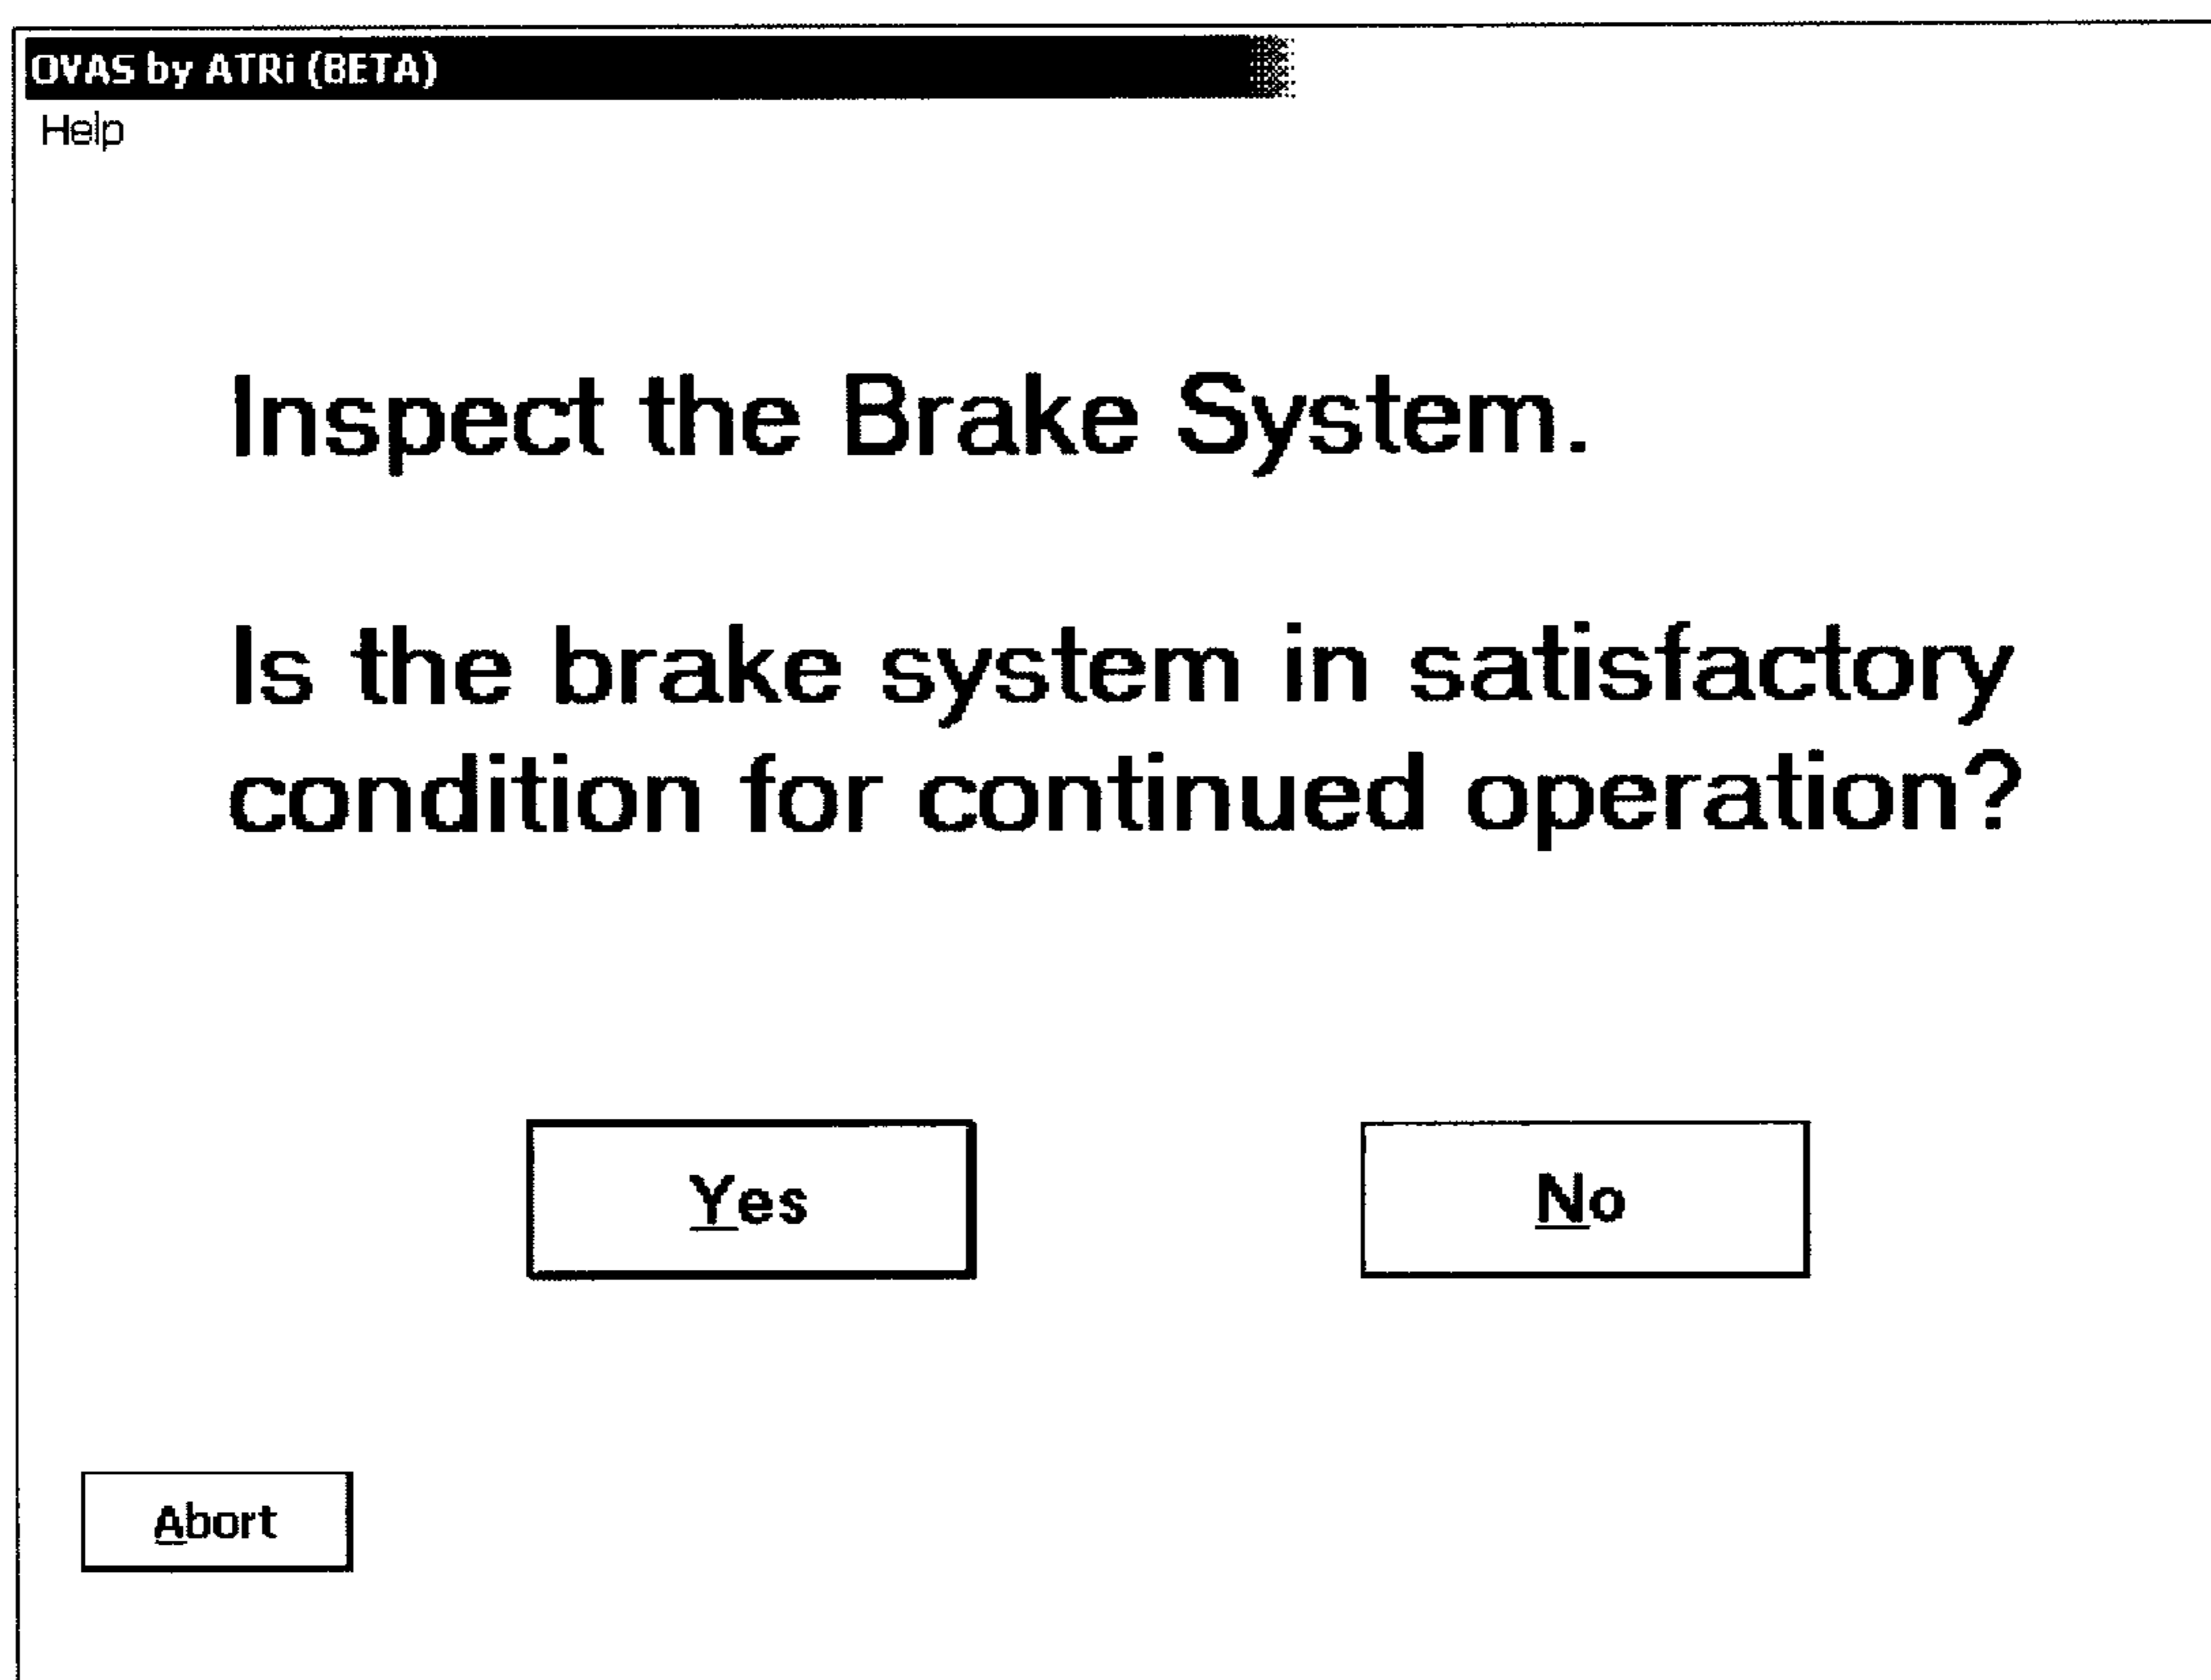 OVAS by ATRi (BETA)
Help
Inspect the Brake System.
Is the brake system in satisfactory
condition for continued operation?
Yes
No
Abort